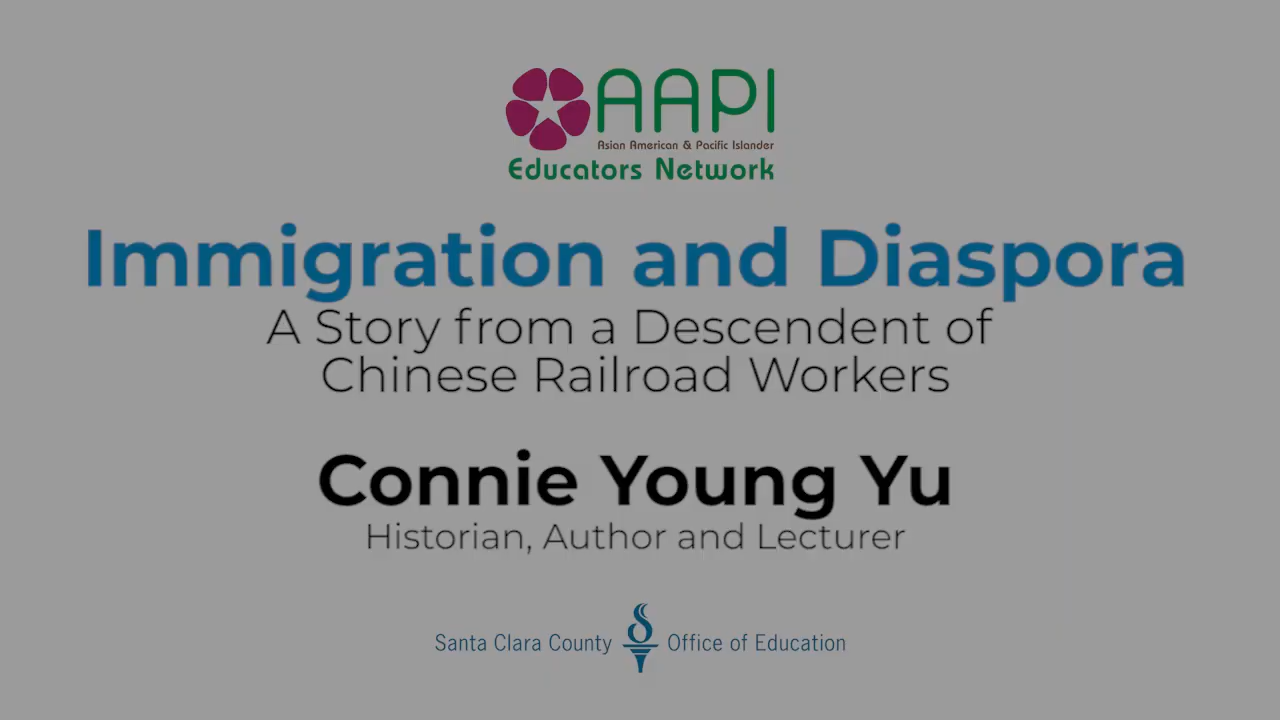 AAPI
Asian American & Pacific Islander
Educators Network
Immigration and Diaspora
A Story from a Descendent of
Chinese Railroad Workers
Connie Young Yu
Historian, Author and Lecturer
Santa Clara County Office of Education